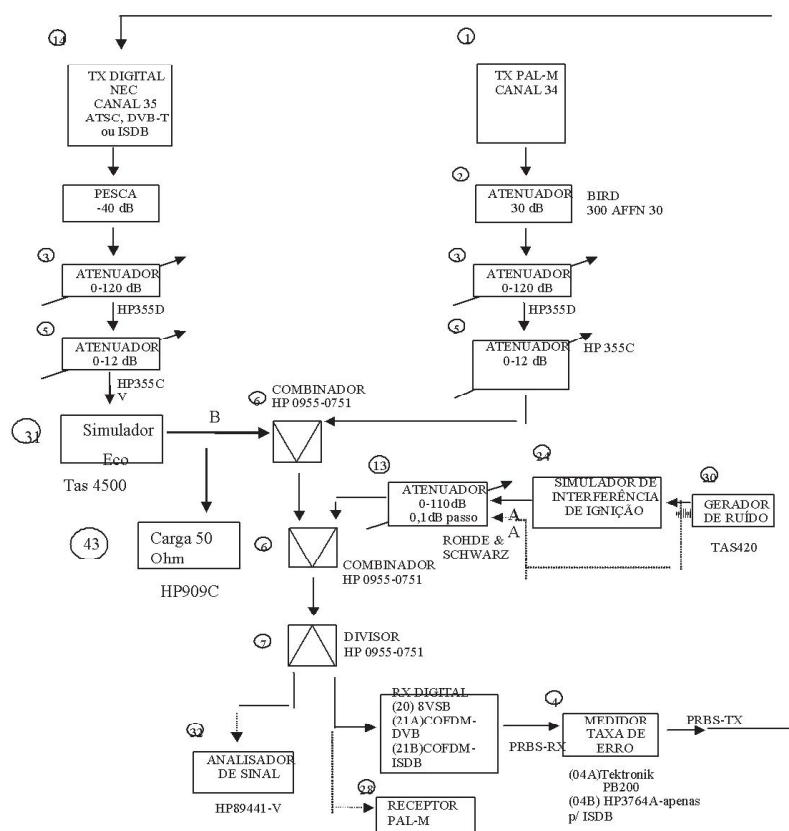 14
TX DIGITAL
NEC
CANAL 35
ATSC, DVB-T
ou ISDB
PESCA
-40 dB
3
ATENUADOR
0-120 dB
HP355D
5
ATENUADOR
0-12 dB
HP355C
V
31
Simulador
Eco
Tas 4500
B
43
Carga 50
Ohm
HP909C
1
TX PAL-M
CANAL 34
2
ATENUADOR
30 dB
BIRD
300 AFFN 30
3
ATENUADOR
0-120 dB
HP355D
5
ATENUADOR
0-12 dB
HP 355C
6
COMBINADOR
HP 0955-0751
13
ATENUADOR
0-110dB
0,1dB passo
A
A
ROHDE &
SCHWARZ
24
SIMULADOR DE
INTERFERÊNCIA
DE IGNIÇÃO
30
GERADOR
DE RUÍDO
TAS420
6
COMBINADOR
HP 0955-0751
7
DIVISOR
HP 0955-0751
32
ANALISADOR
DE SINAL
HP89441-V
RX DIGITAL
(20) 8VSB
(21A)COFDM-
DVB
(21B)COFDM-
ISDB
PRBS-RX
4
MEDIDOR
TAXA DE
ERRO
PRBS-TX
(04A)Tektronik
PB200
(04B) HP3764A-apenas
p/ ISDB
28
RECEPTOR
PAL-M